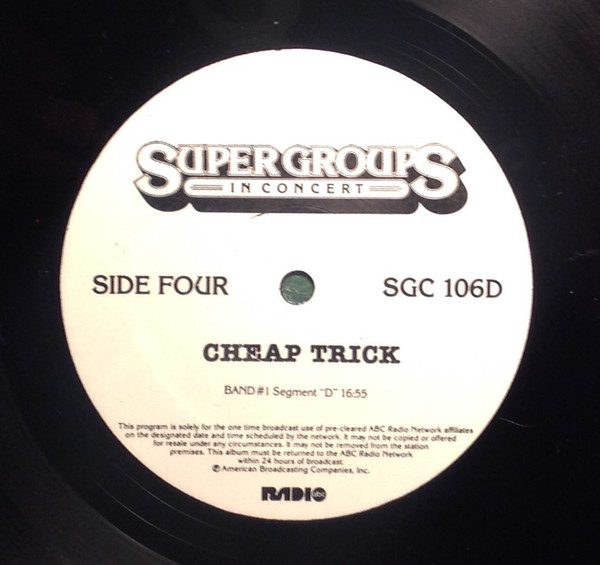 SUPERGROUPS
IN CONCERT
SIDE FOUR
SGC 106D
CHEAP TRICK
BAND#1 Segment "D" 16:55
This program is solely for the one time broadcast use of pre-cleared ABC Radio Network affiliates
on the designated date and time scheduled by the network. It may not be copied or offered
for resale under any circumstances. It may not be removed from the station
premises. This album must be returned to the ABC Radio Network
within 24 hours of broadcast.
℗ American Broadcasting Companies, Inc.
RADIO abc